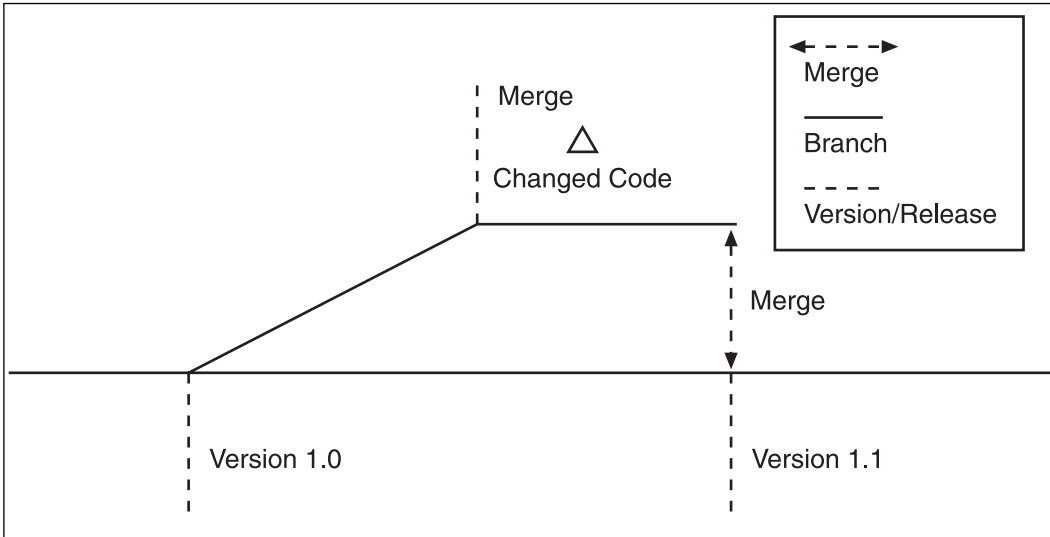 Merge
Branch
Version/Release
Merge
Changed Code
Merge
Version 1.0
Version 1.1